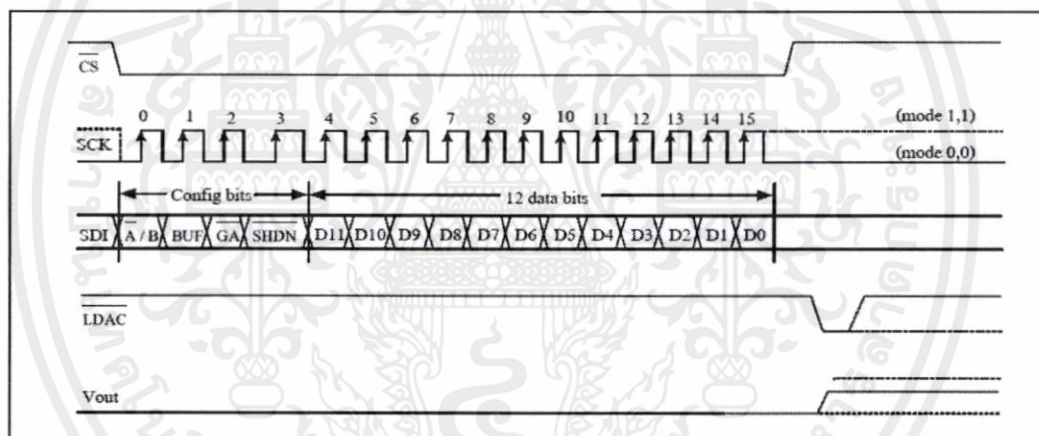 CS
0 1 2 3 4 5 6 7 8 9 10 11 12 13 14 15
(mode 1,1)
SCK
(mode 0,0)
Config bits
12 data bits
SDI A / B BUF GA SHDN D11 D10 D9 D8 D7 D6 D5 D4 D3 D2 D1 D0
LDAC
Vout